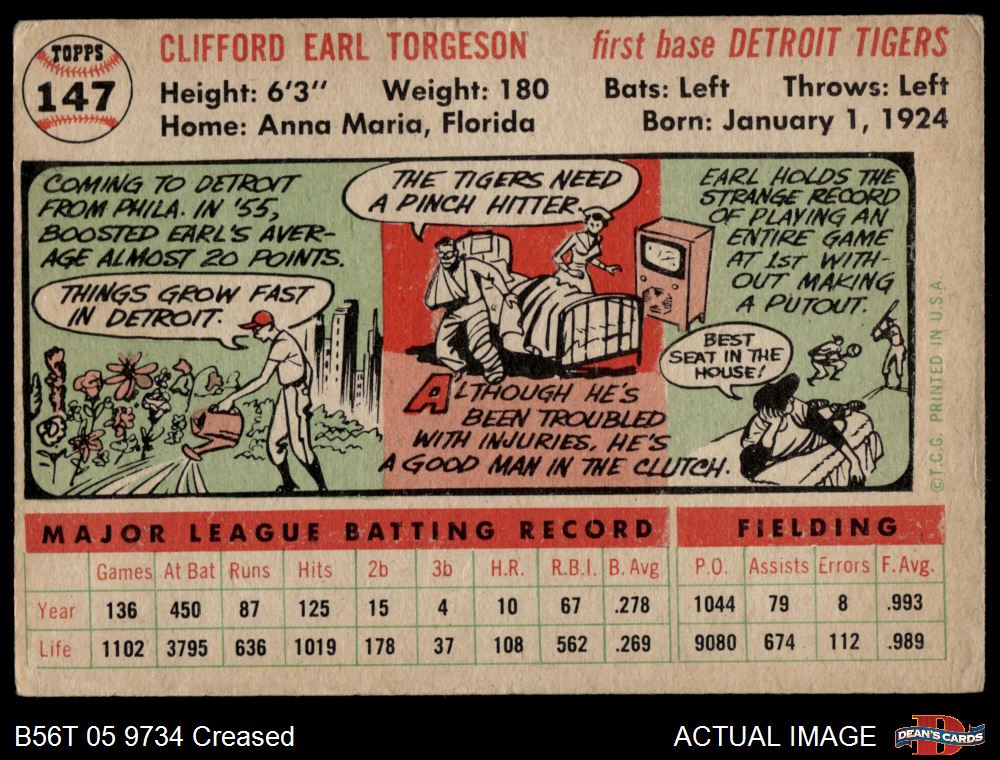 TOPPS
147
CLIFFORD EARL TORGESON
first base DETROIT TIGERS
Height: 6'3" Weight: 180 Bats: Left Throws: Left
Home: Anna Maria, Florida Born: January 1, 1924
COMING TO DETROIT
FROM PHILA. IN '55,
BOOSTED EARL'S AVER-
AGE ALMOST 20 POINTS.
THINGS GROW FAST
IN DETROIT.
THE TIGERS NEED
A PINCH HITTER.
ALTHOUGH HE'S
BEEN TROUBLED
WITH INJURIES, HE'S
A GOOD MAN IN THE CLUTCH.
EARL HOLDS THE
STRANGE RECORD
OF PLAYING AN
ENTIRE GAME
AT 1ST WITH-
OUT MAKING
A PUTOUT.
BEST
SEAT IN THE
HOUSE!
©T.C.G. PRINTED IN U.S.A.
MAJOR LEAGUE BATTING RECORD FIELDING
Games At Bat Runs Hits 2b 3b H.R. R.B.I. B. Avg P.O. Assists Errors F. Avg.
Year 136 450 87 125 15 4 10 67 .278 1044 79 8 .993
Life 1102 3795 636 1019 178 37 108 562 .269 9080 674 112 .989
B56T 05 9734 Creased
ACTUAL IMAGE
DEAN'S CARDS